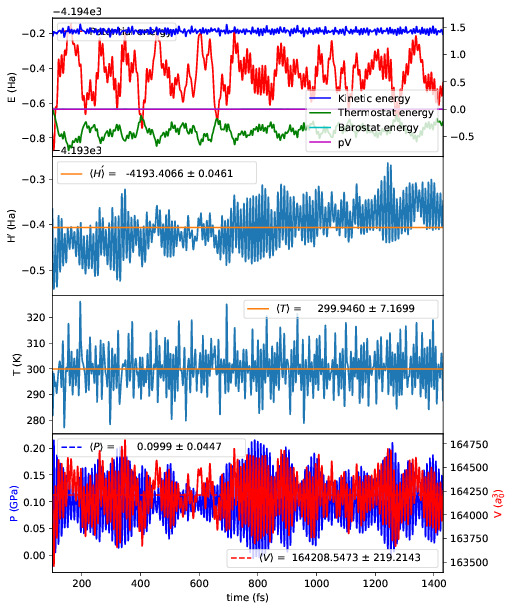 −4.194e3
−0.2
−0.4
−0.6
−0.8
E (Ha)
1.5
1.0
0.5
0.0
−0.5
Kinetic energy
Thermostat energy
Barostat energy
pV
−4.193e3
−0.3
−0.4
−0.5
H′ (Ha)
⟨H′⟩ = -4193.4066 ± 0.0461
320
310
300
290
280
T (K)
⟨T⟩ = 299.9460 ± 7.1699
0.20
0.15
0.10
0.05
0.00
P (GPa)
⟨P⟩ = 0.0999 ± 0.0447
164750
164500
164250
164000
163750
163500
V (a₀³)
⟨V⟩ = 164208.5473 ± 219.2143
200 400 600 800 1000 1200 1400
time (fs)